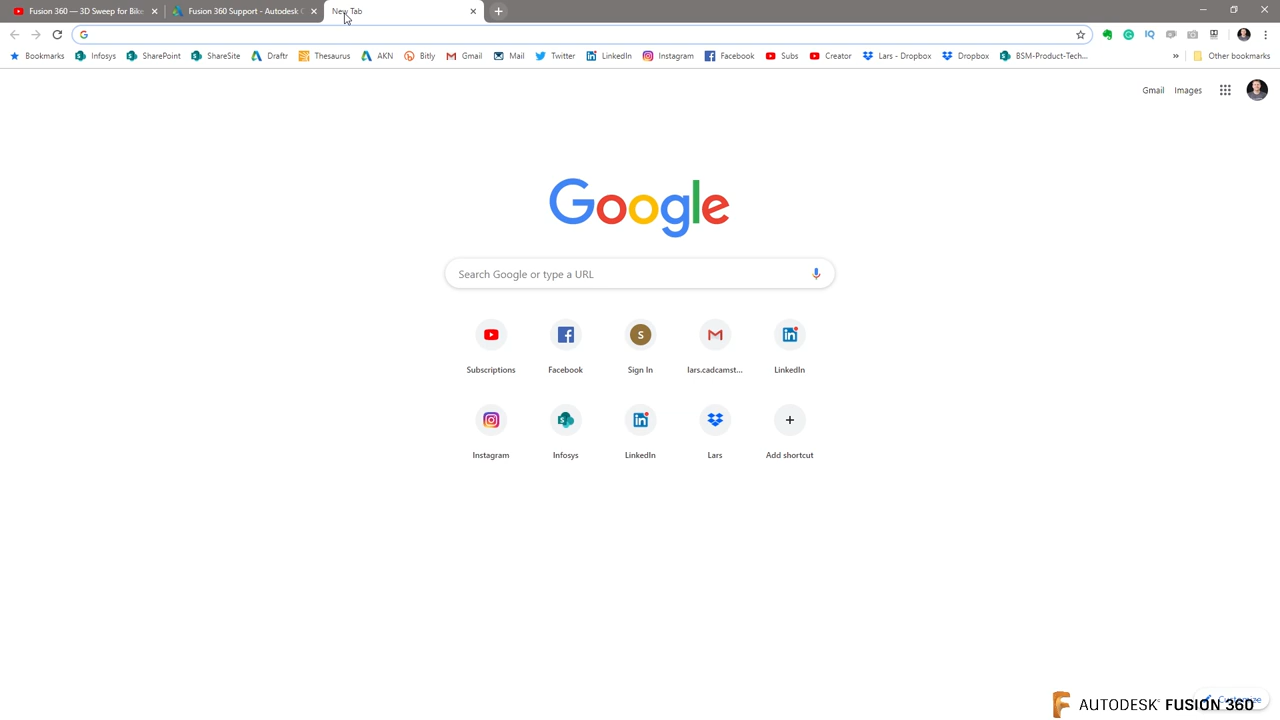 Fusion 360 — 3D Sweep for Bike
Fusion 360 Support - Autodesk C
New Tab
Bookmarks Infosys SharePoint ShareSite Draftr Thesaurus AKN Bitly Gmail Mail Twitter LinkedIn Instagram Facebook Subs Creator Lars - Dropbox Dropbox BSM-Product-Tech... » Other bookmarks
Gmail Images
Google
Search Google or type a URL
Subscriptions Facebook Sign In lars.cadcamst... LinkedIn
Instagram Infosys LinkedIn Lars Add shortcut
Customize
AUTODESK® FUSION 360™